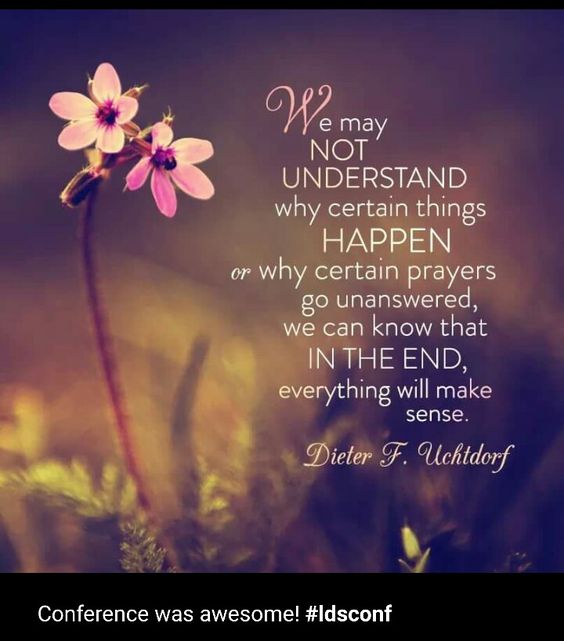 We may
NOT
UNDERSTAND
why certain things
HAPPEN
or why certain prayers
go unanswered,
we can know that
IN THE END,
everything will make
sense.
Dieter F. Uchtdorf
Conference was awesome! #ldsconf